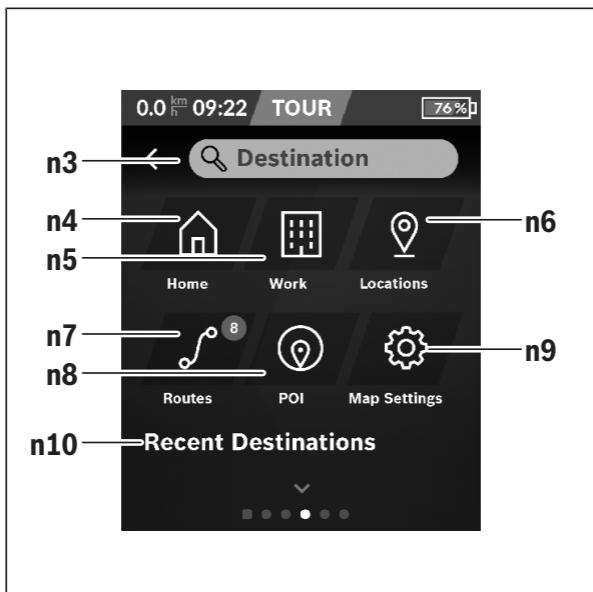 0.0 km/h 09:22 TOUR 76 %
n3 Destination
n4 n6
n5
Home Work Locations
n7 8
n8 n9
Routes POI Map Settings
n10 Recent Destinations